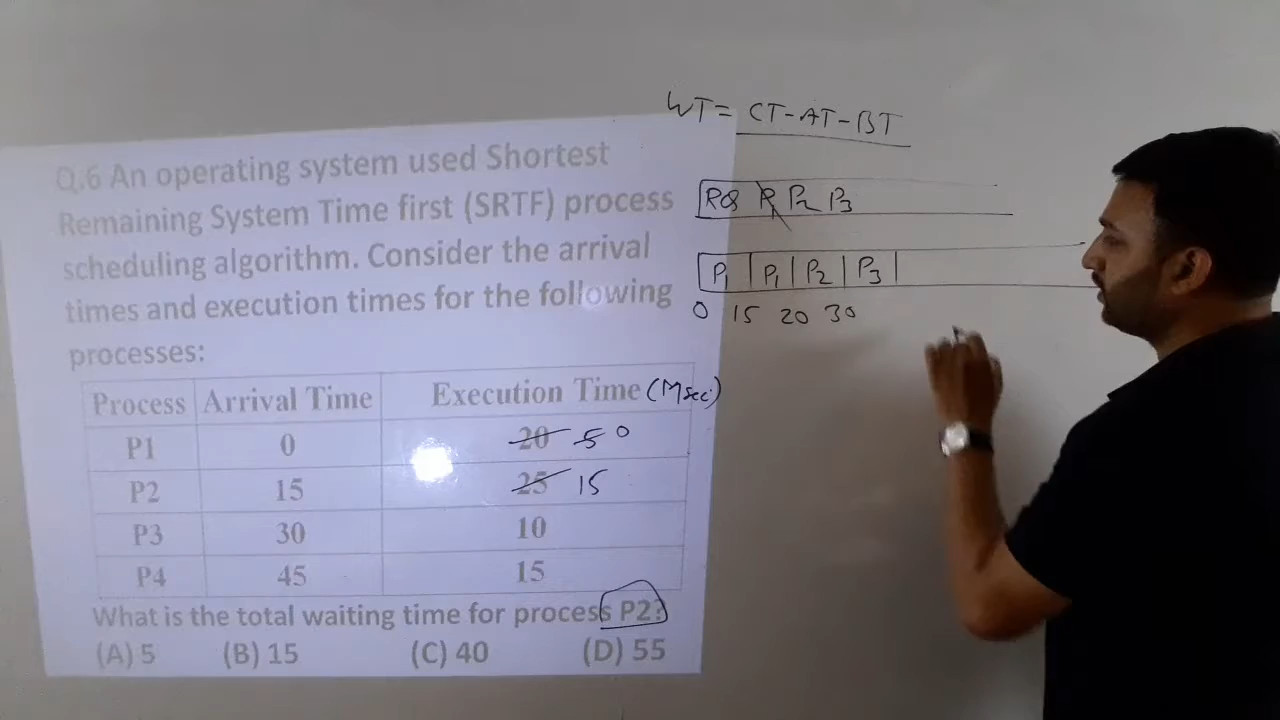 WT = CT-AT-BT
Q.6 An operating system used Shortest
Remaining System Time first (SRTF) process
scheduling algorithm. Consider the arrival
times and execution times for the following
processes:
RQ P1 P2 P3
P1 P1 P2 P3
0 15 20 30
Process Arrival Time Execution Time (Msec)
P1 0 20 5 0
P2 15 25 15
P3 30 10
P4 45 15
What is the total waiting time for process P2?
(A) 5 (B) 15 (C) 40 (D) 55